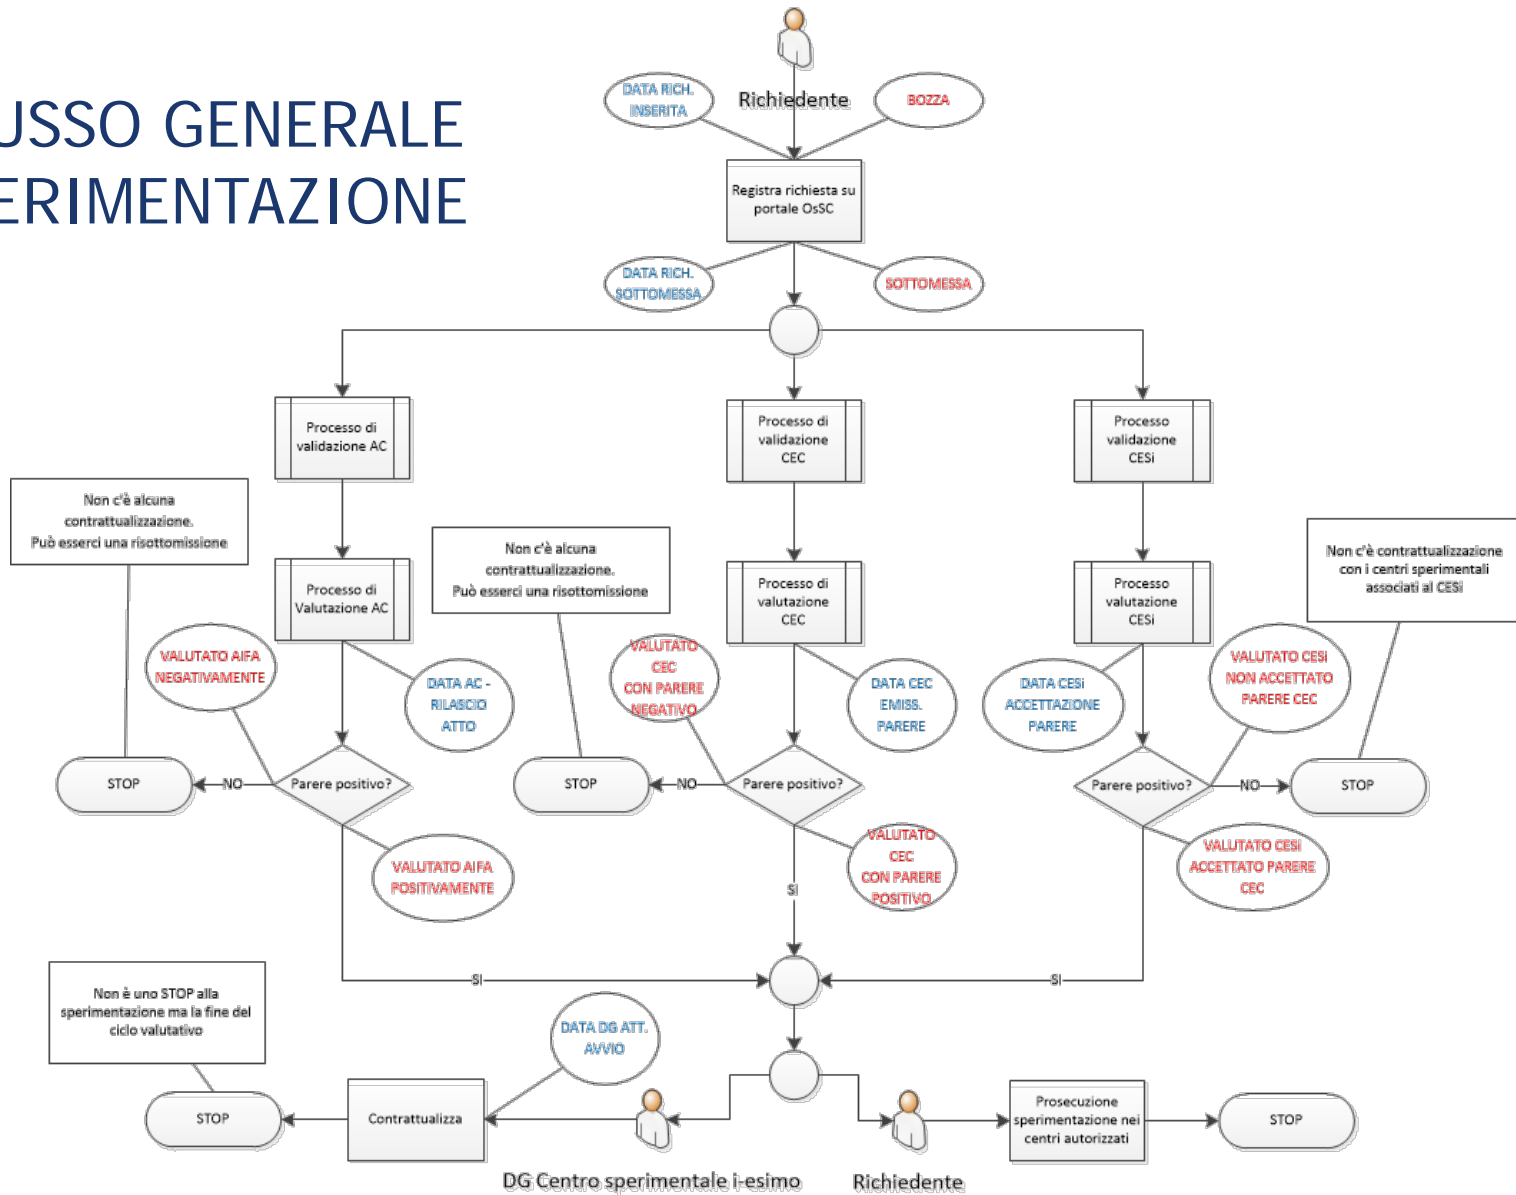 USSO GENERALE
ERIMENTAZIONE
Richiedente
DATA RICH.
INSERITA
BOZZA
Registra richiesta su
portale OsSC
DATA RICH.
SOTTOMESSA
SOTTOMESSA
Processo di
validazione AC
Processo di
validazione
CEC
Processo
validazione
CESi
Non c'è alcuna
contrattualizzazione.
Può esserci una risottomissione
Non c'è alcuna
contrattualizzazione.
Può esserci una risottomissione
Non c'è contrattualizzazione
con i centri sperimentali
associati al CESi
Processo di
Valutazione AC
Processo di
valutazione
CEC
Processo
valutazione
CESi
VALUTATO AIFA
NEGATIVAMENTE
DATA AC -
RILASCIO
ATTO
VALUTATO
CEC
CON PARERE
NEGATIVO
DATA CEC
EMISS.
PARERE
DATA CESi
ACCETTAZIONE
PARERE
VALUTATO CESi
NON ACCETTATO
PARERE CEC
STOP
NO
Parere positivo?
STOP
NO
Parere positivo?
Parere positivo?
NO
STOP
VALUTATO AIFA
POSITIVAMENTE
VALUTATO
CEC
CON PARERE
POSITIVO
VALUTATO CESi
ACCETTATO PARERE
CEC
SI
SI
SI
Non è uno STOP alla
sperimentazione ma la fine del
ciclo valutativo
DATA DG ATT.
AVVIO
STOP
Contrattualizza
Prosecuzione
sperimentazione nei
centri autorizzati
STOP
DG Centro sperimentale i-esimo
Richiedente